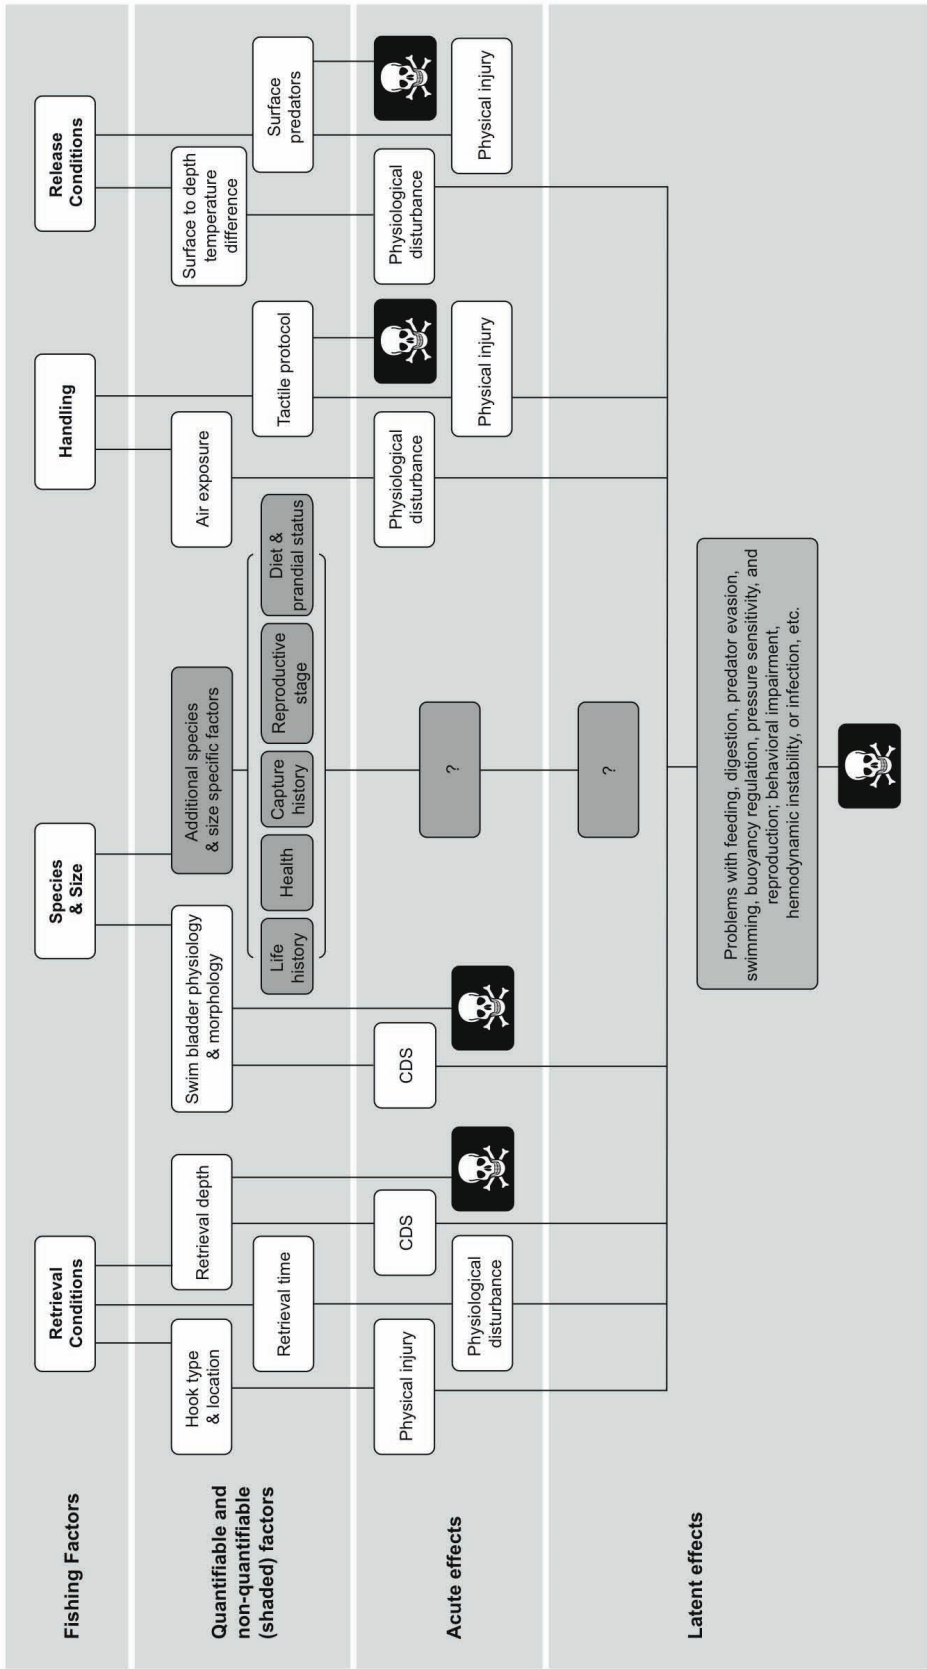 Fishing Factors
Retrieval
Conditions
Species
& Size
Handling
Release
Conditions
Quantifiable and
non-quantifiable
(shaded) factors
Hook type
& location
Retrieval time
Retrieval depth
Swim bladder physiology
& morphology
Additional species
& size specific factors
Life
history
Health
Capture
history
Reproductive
stage
Diet &
prandial status
Air exposure
Tactile protocol
Surface to depth
temperature
difference
Surface
predators
Acute effects
Physical injury
Physiological
disturbance
CDS
CDS
?
Physiological
disturbance
Physical injury
Physiological
disturbance
Physical injury
Latent effects
?
Problems with feeding, digestion, predator evasion,
swimming, buoyancy regulation, pressure sensitivity, and
reproduction; behavioral impairment,
hemodynamic instability, or infection, etc.